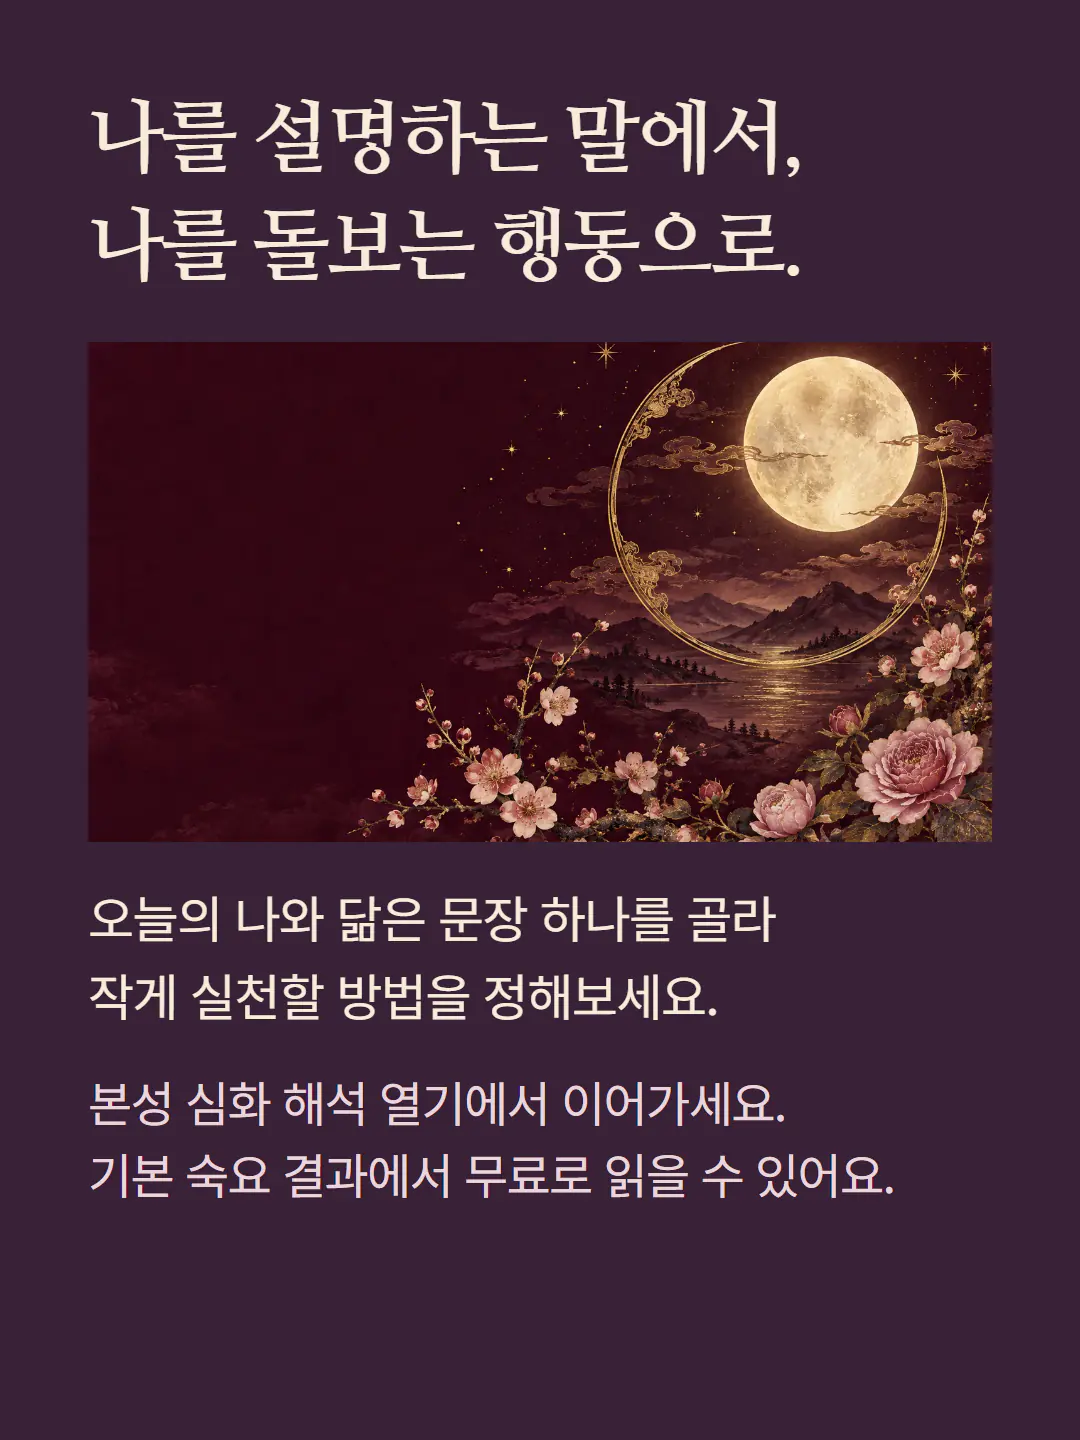 나를 설명하는 말에서,
나를 돌보는 행동으로.
오늘의 나와 닮은 문장 하나를 골라
작게 실천할 방법을 정해보세요.
본성 심화 해석 열기에서 이어가세요.
기본 숙요 결과에서 무료로 읽을 수 있어요.